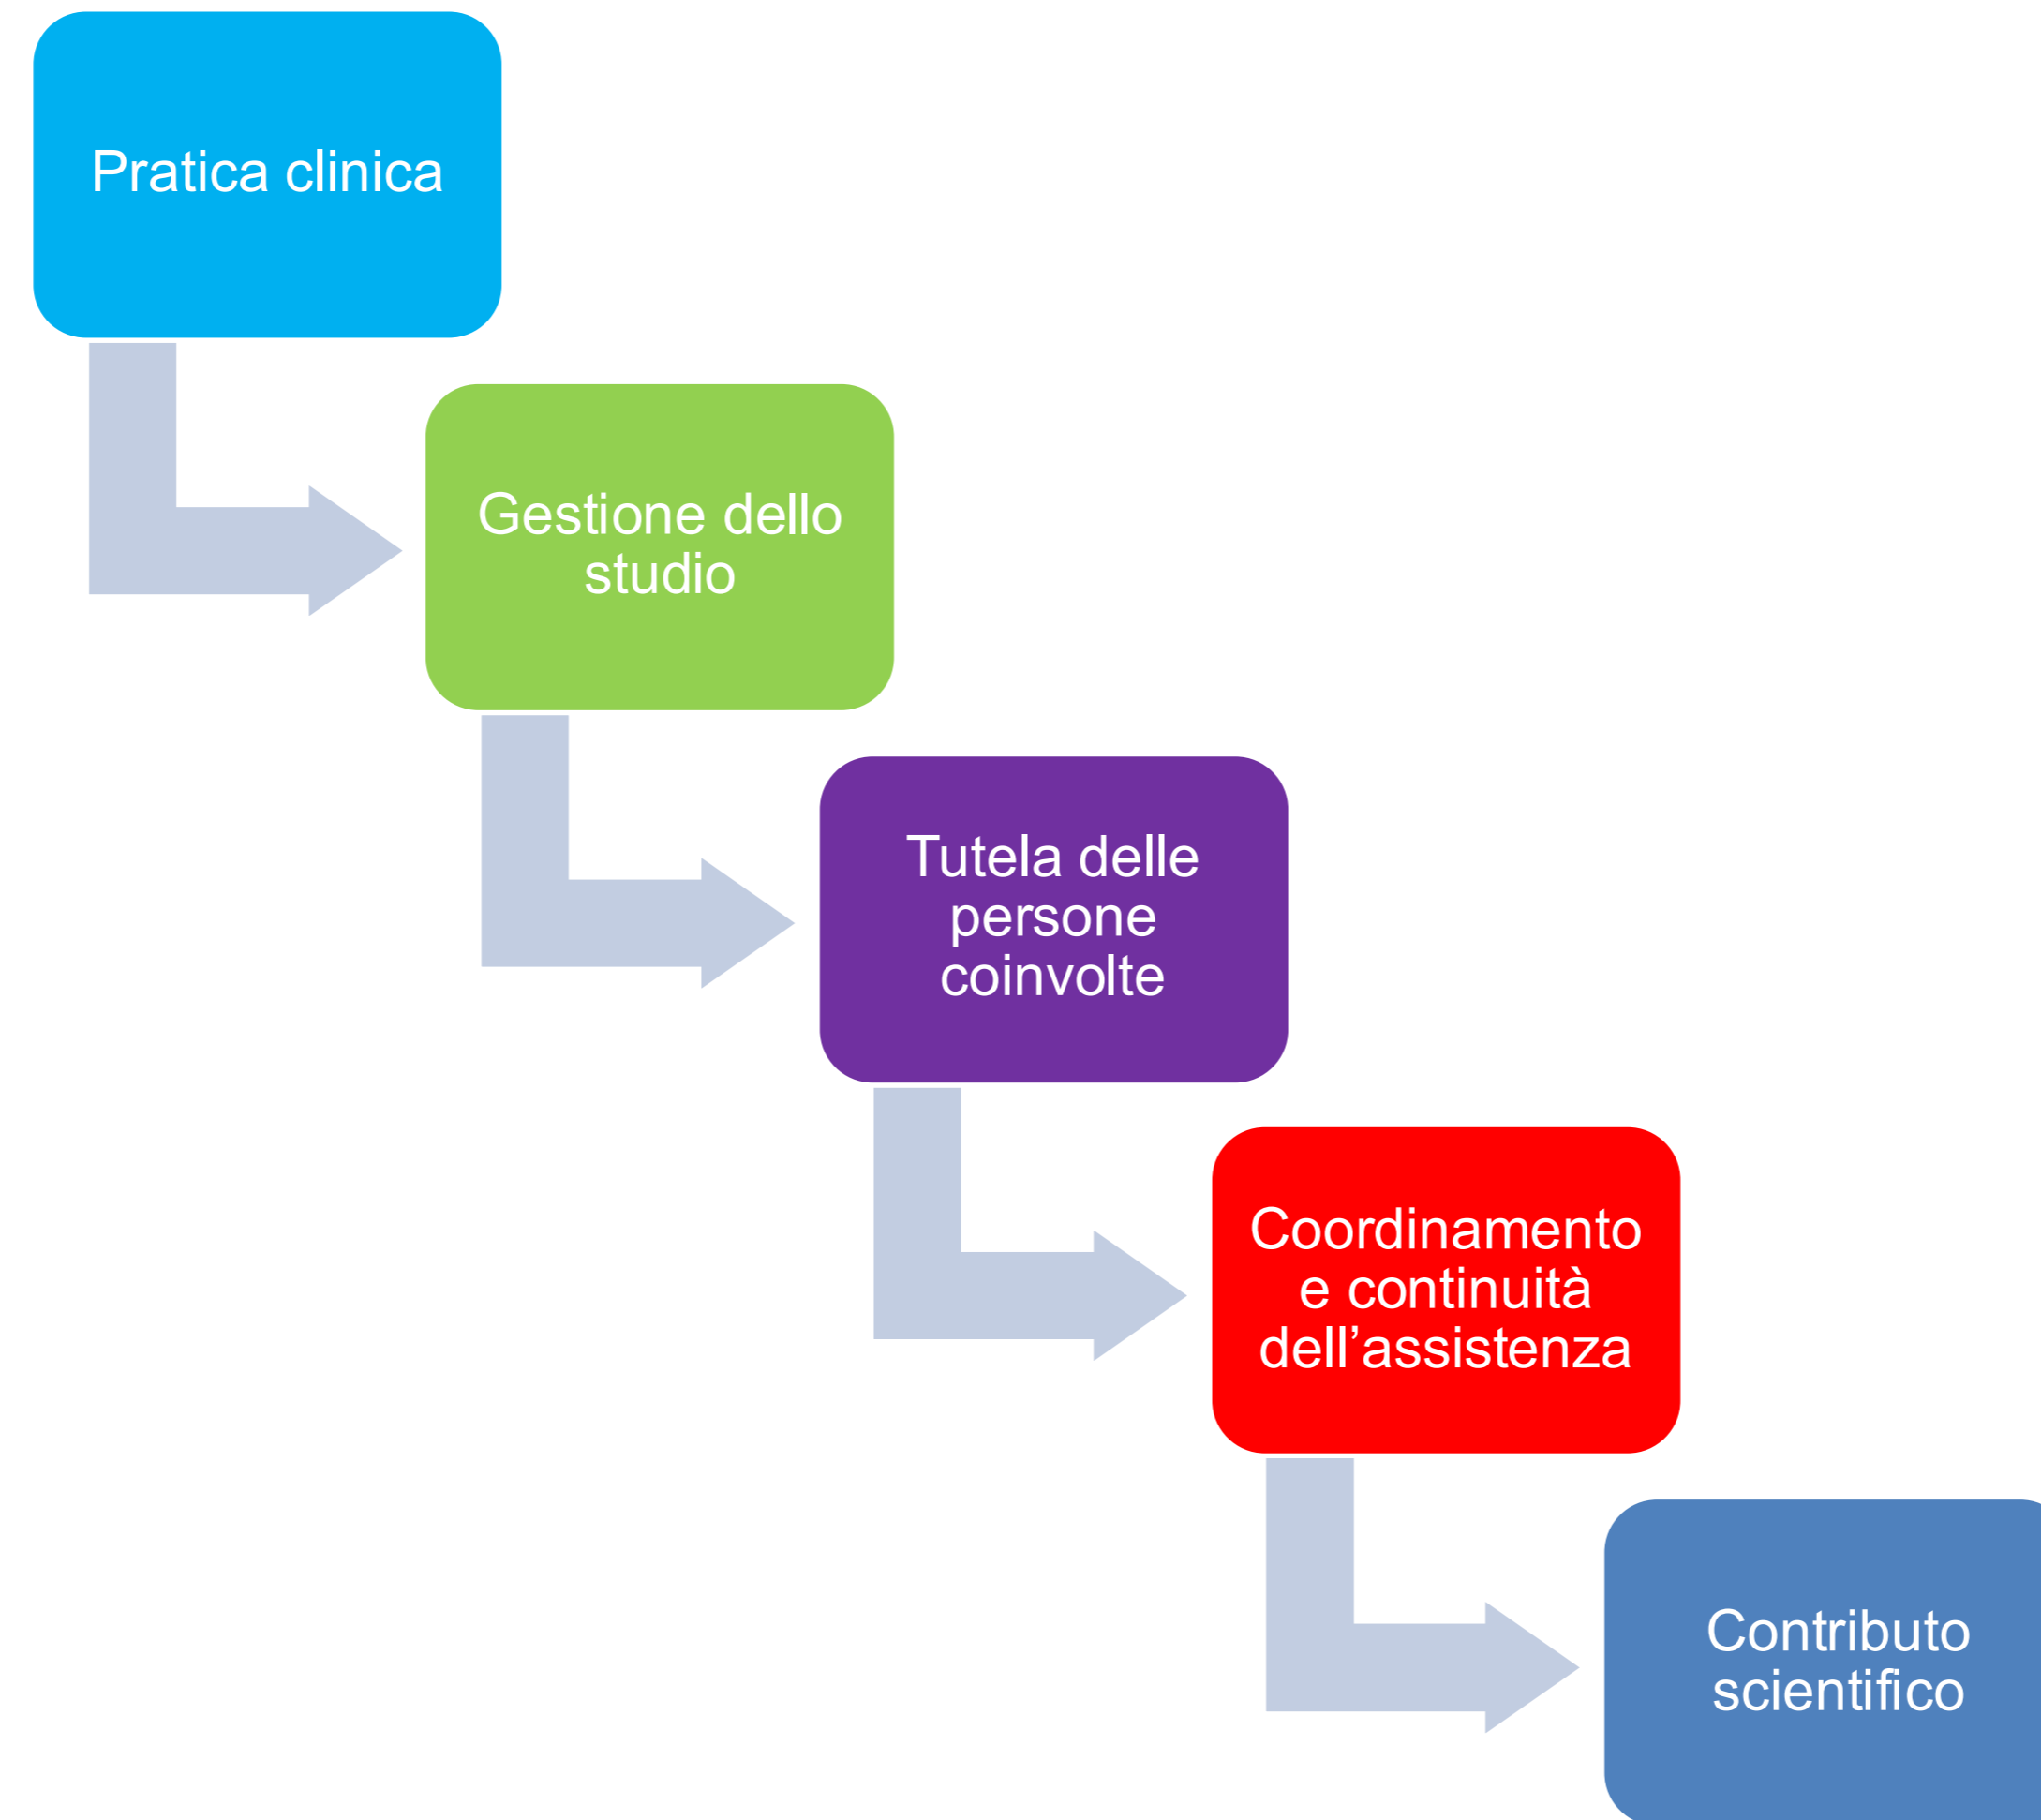 Pratica clinica
Gestione dello
studio
Tutela delle
persone
coinvolte
Coordinamento
e continuità
dell’assistenza
Contributo
scientifico